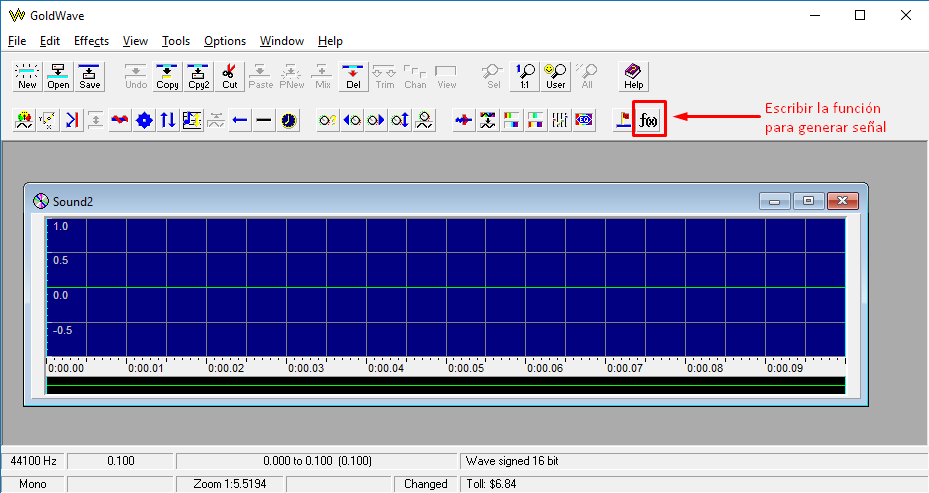 GoldWave
File Edit Effects View Tools Options Window Help
New Open Save Undo Copy Cpy2 Cut Paste PNew Mix Del Trim Chan View Sel 1:1 User All Help
f(x)
Escribir la función
para generar señal
Sound2
1.0
0.5
0.0
-0.5
0:00.00 0:00.01 0:00.02 0:00.03 0:00.04 0:00.05 0:00.06 0:00.07 0:00.08 0:00.09
44100 Hz 0.100 0.000 to 0.100 (0.100) Wave signed 16 bit
Mono Zoom 1:5.5194 Changed Toll: $6.84